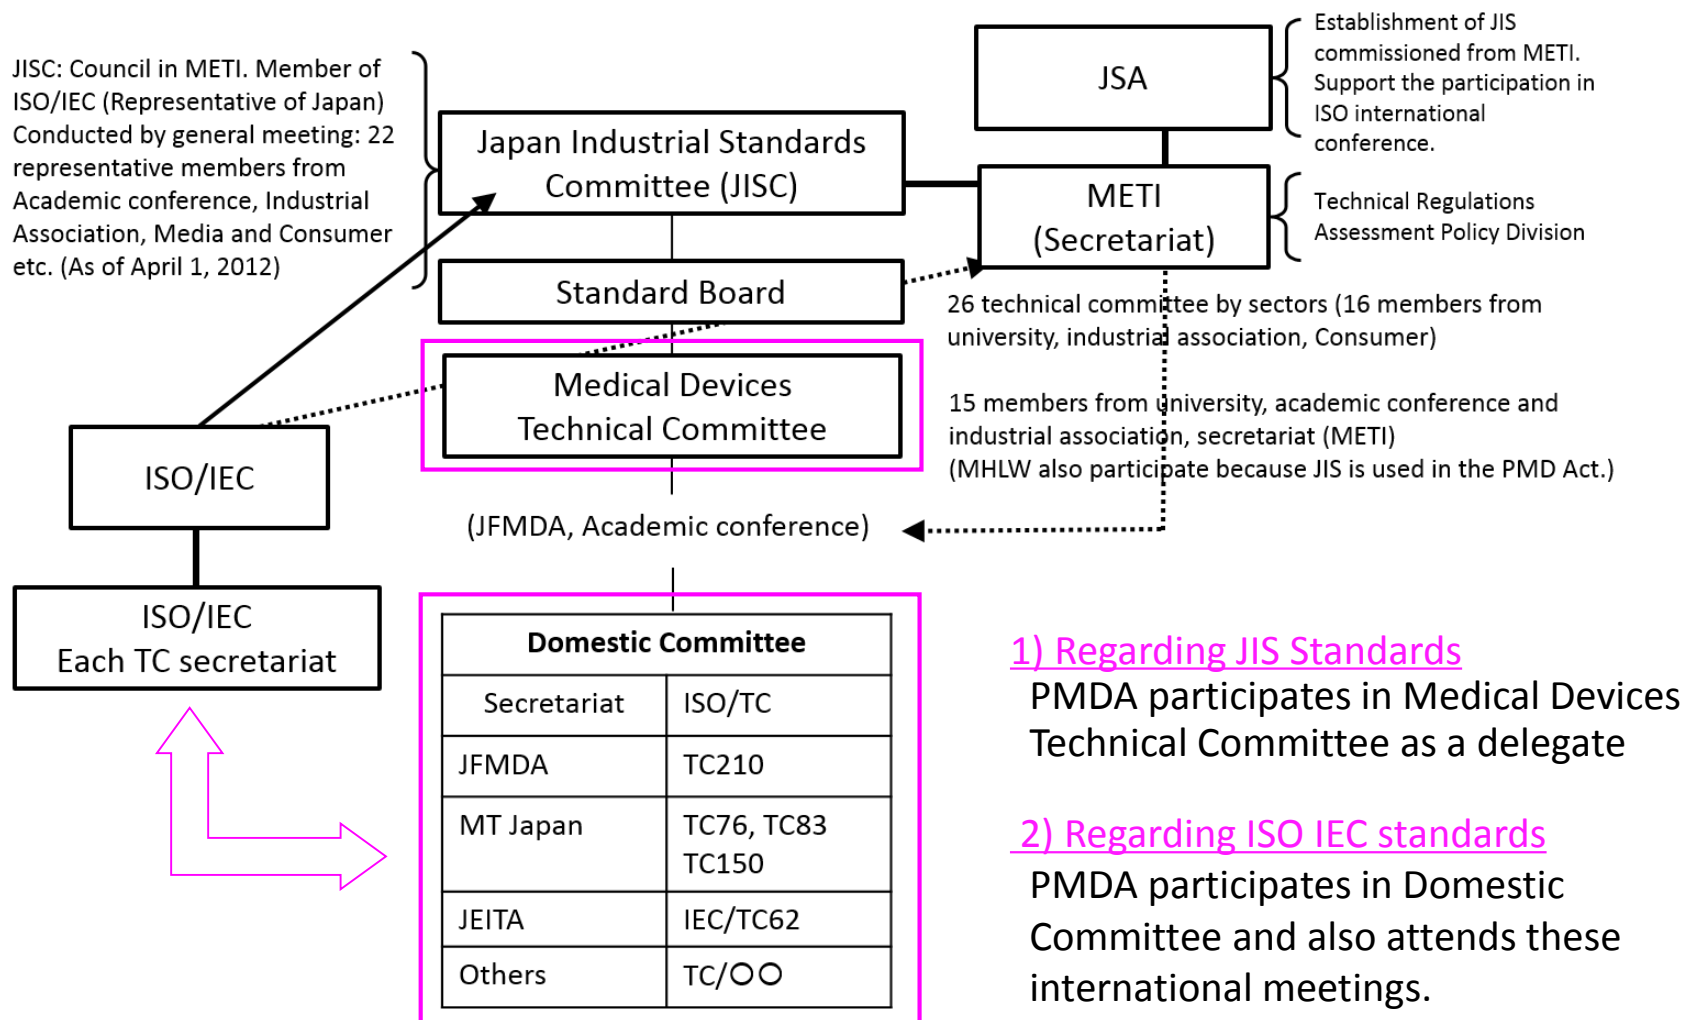 JISC: Council in METI. Member of
ISO/IEC (Representative of Japan)
Conducted by general meeting: 22
representative members from
Academic conference, Industrial
Association, Media and Consumer
etc. (As of April 1, 2012)
Japan Industrial Standards
Committee (JISC)
JSA
Establishment of JIS
commissioned from METI.
Support the participation in
ISO international
conference.
METI
(Secretariat)
Technical Regulations
Assessment Policy Division
Standard Board
26 technical committee by sectors (16 members from
university, industrial association, Consumer)
Medical Devices
Technical Committee
15 members from university, academic conference and
industrial association, secretariat (METI)
(MHLW also participate because JIS is used in the PMD Act.)
ISO/IEC
(JFMDA, Academic conference)
ISO/IEC
Each TC secretariat
Domestic Committee
Secretariat ISO/TC
JFMDA TC210
MT Japan TC76, TC83
TC150
JEITA IEC/TC62
Others TC/○○
1) Regarding JIS Standards
PMDA participates in Medical Devices
Technical Committee as a delegate
2) Regarding ISO IEC standards
PMDA participates in Domestic
Committee and also attends these
international meetings.